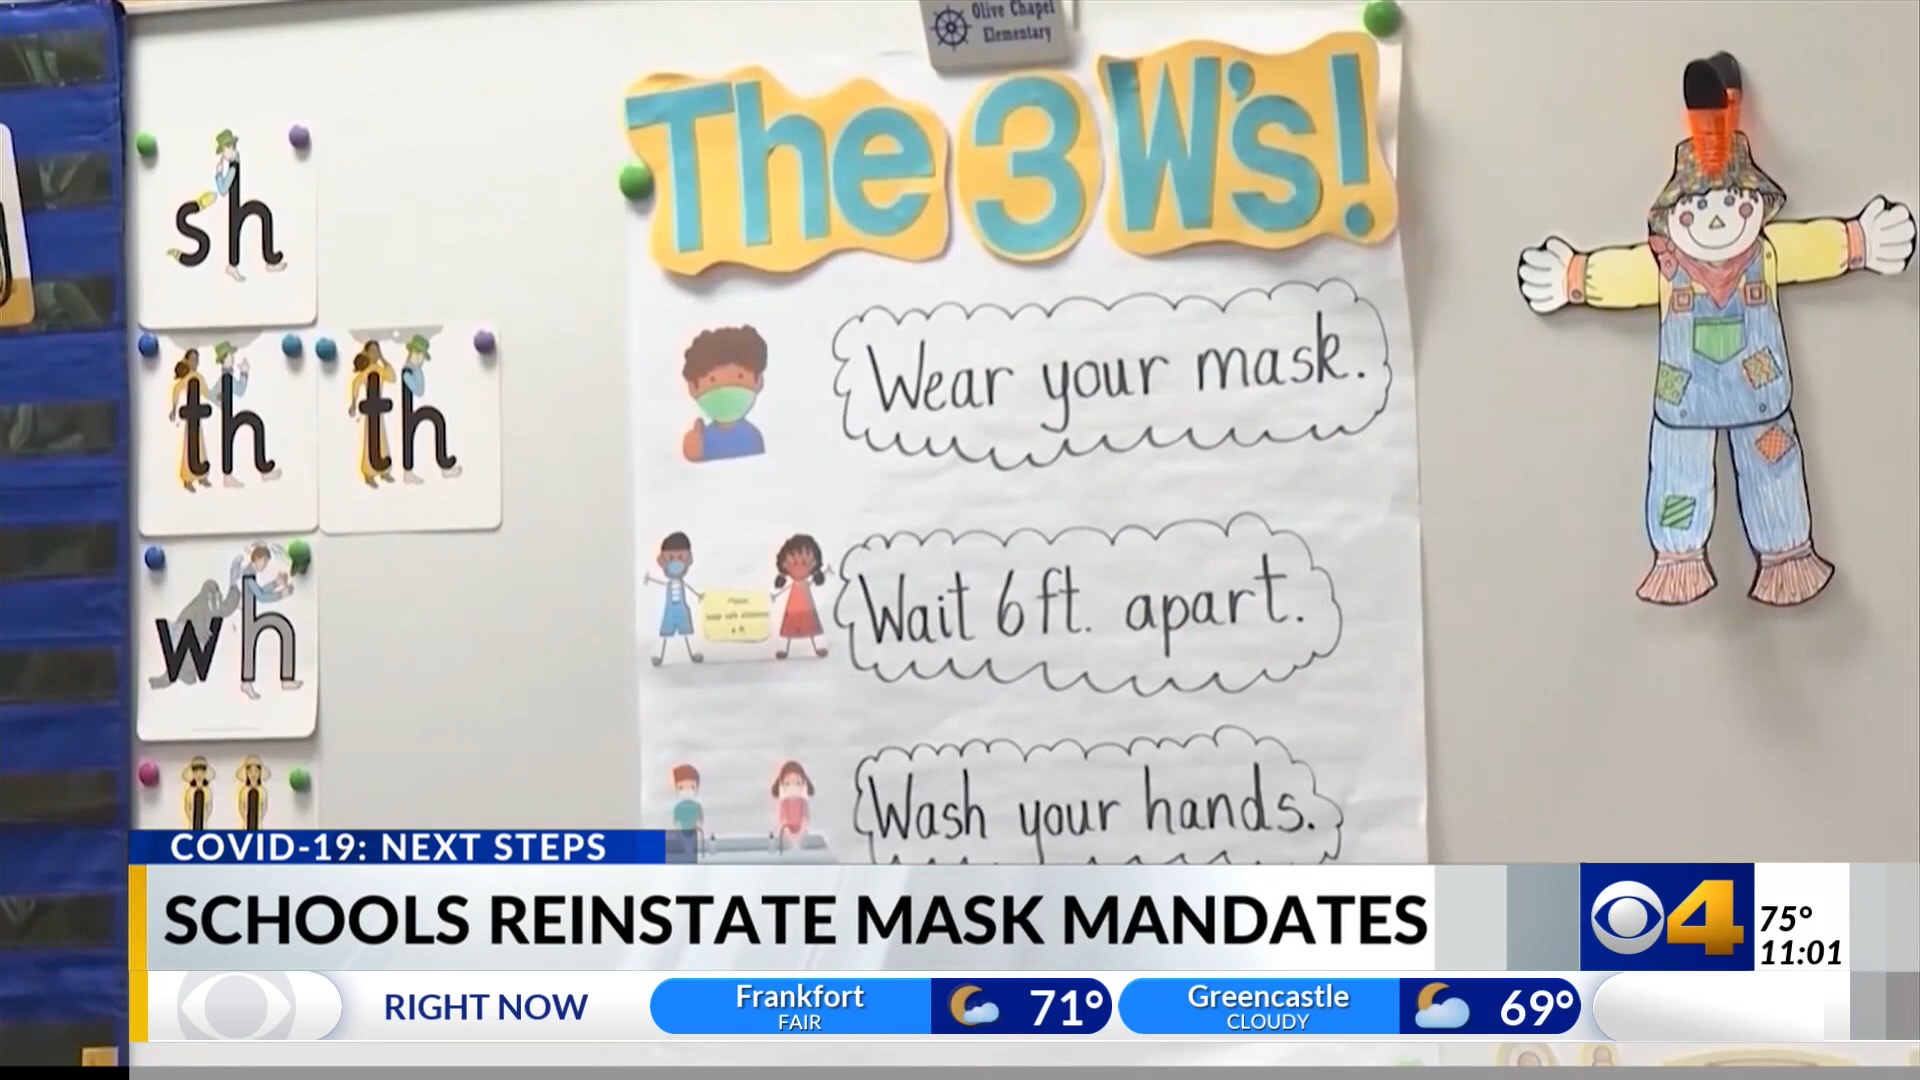 Olive Chapel
Elementary
The 3 W's!
sh
th
th
wh
Wear your mask.
Wait 6 ft. apart.
Wash your hands.
COVID-19: NEXT STEPS
SCHOOLS REINSTATE MASK MANDATES
4
75°
11:01
RIGHT NOW
Frankfort
FAIR
71°
Greencastle
CLOUDY
69°